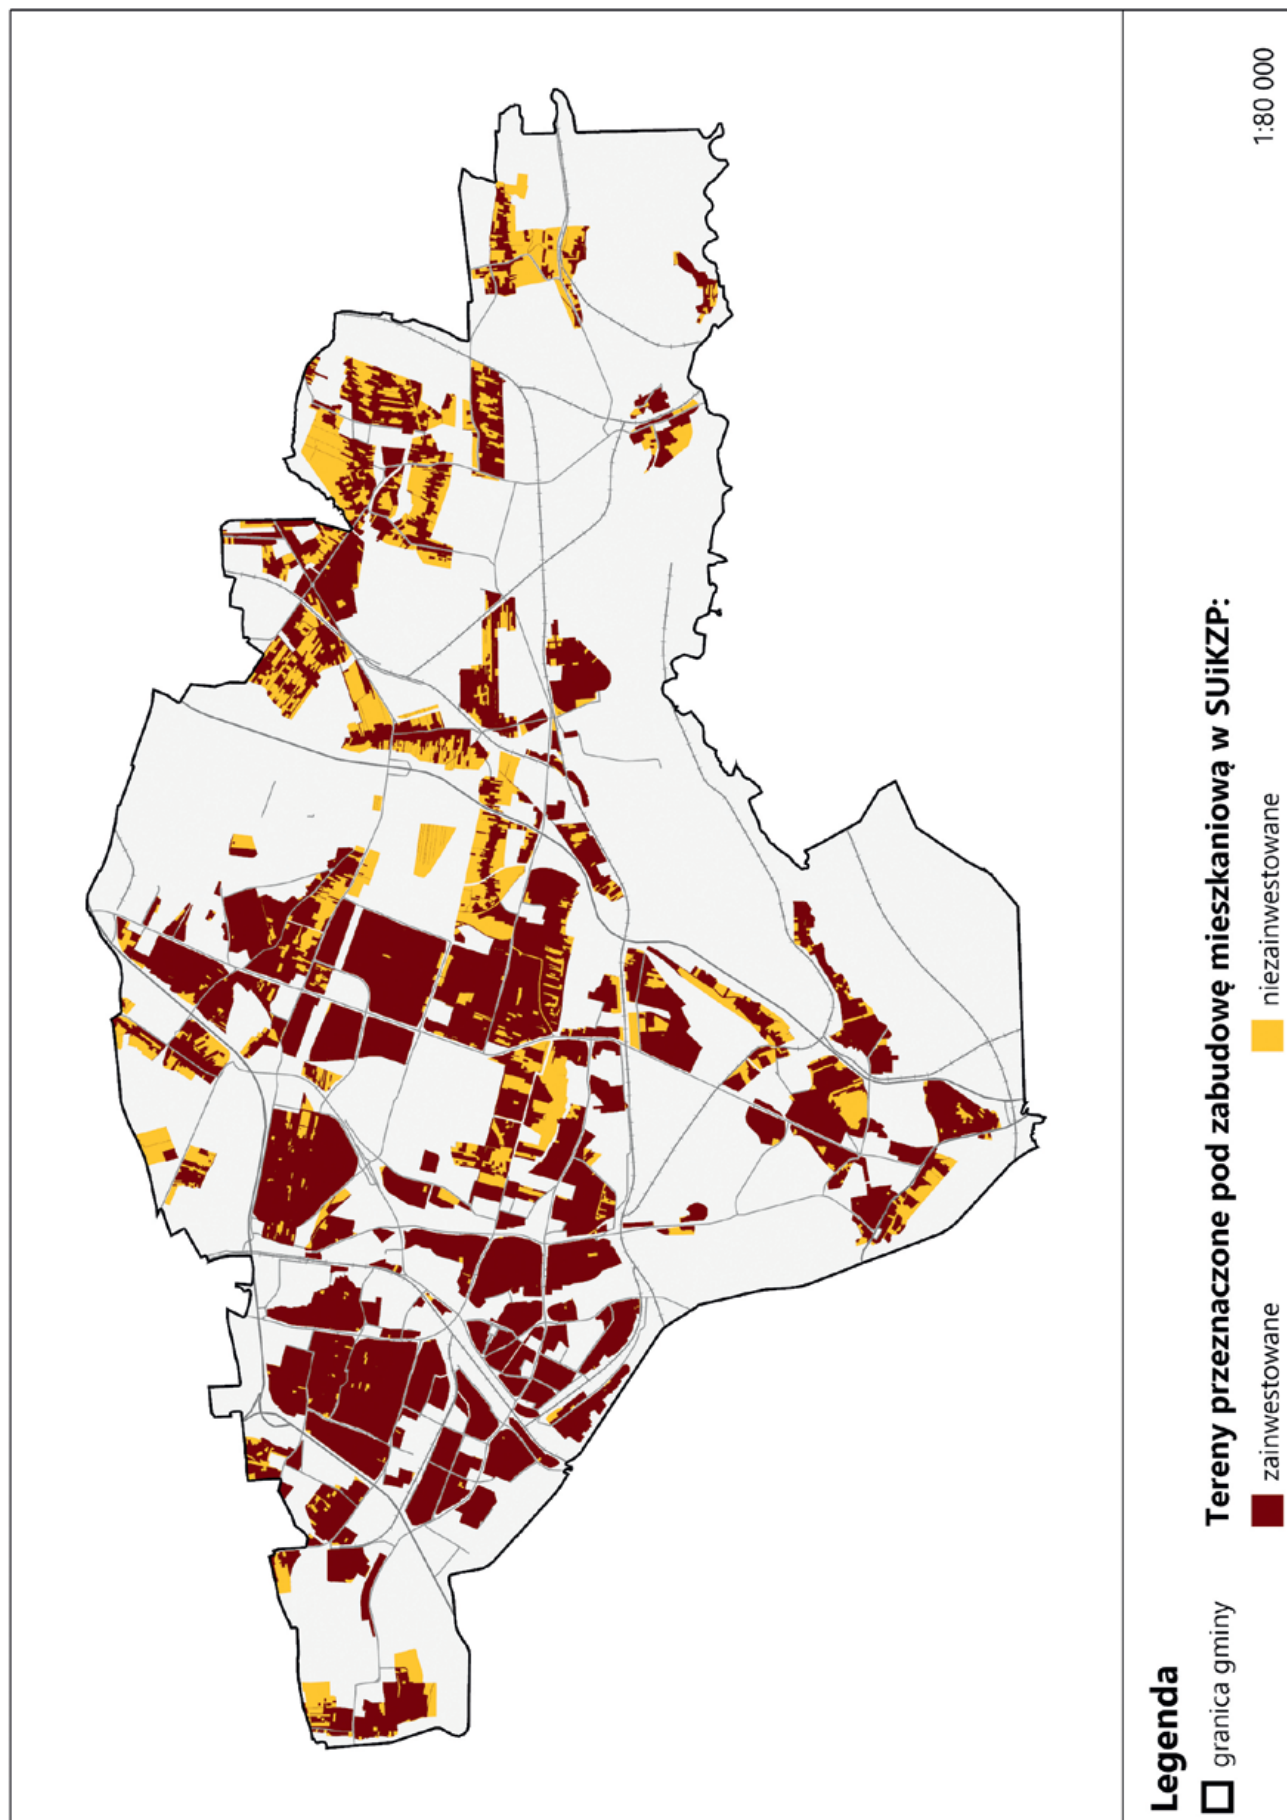 Legenda
granica gminy
Tereny przeznaczone pod zabudowę mieszkaniową w SUiKZP:
zainwestowane
niezainwestowane
1:80 000